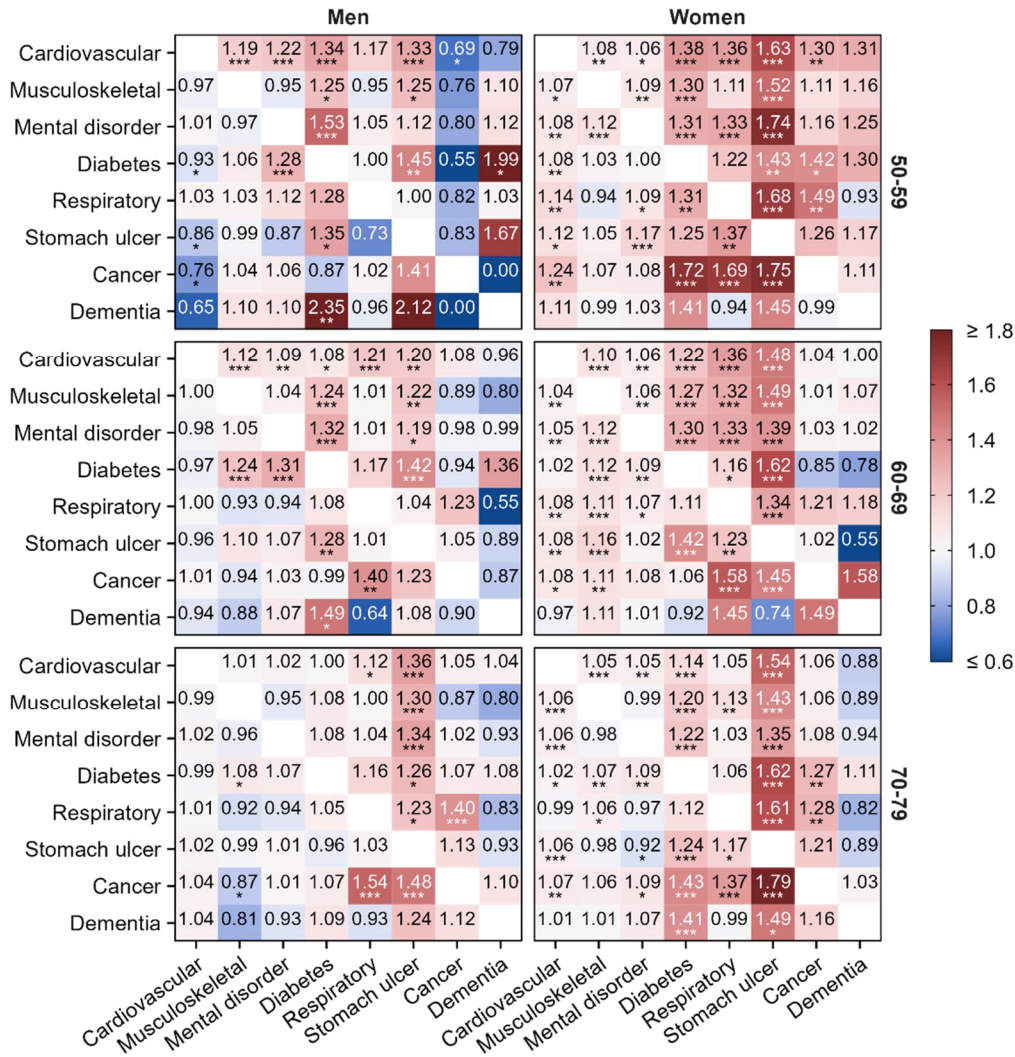 Men Women
Cardiovascular 1.19 *** 1.22 *** 1.34 *** 1.17 1.33 *** 0.69 * 0.79 1.08 ** 1.06 * 1.38 *** 1.36 *** 1.63 *** 1.30 ** 1.31
Musculoskeletal 0.97 0.95 1.25 * 0.95 1.25 * 0.76 1.10 1.07 * 1.09 ** 1.30 *** 1.11 1.52 *** 1.11 1.16
Mental disorder 1.01 0.97 1.53 *** 1.05 1.12 0.80 1.12 1.08 ** 1.12 *** 1.31 *** 1.33 *** 1.74 *** 1.16 1.25
Diabetes 0.93 * 1.06 1.28 *** 1.00 1.45 ** 0.55 1.99 * 1.08 ** 1.03 1.00 1.22 1.43 ** 1.42 * 1.30
Respiratory 1.03 1.03 1.12 1.28 1.00 0.82 1.03 1.14 ** 0.94 1.09 * 1.31 ** 1.68 *** 1.49 ** 0.93
Stomach ulcer 0.86 * 0.99 0.87 1.35 * 0.73 0.83 1.67 1.12 * 1.05 1.17 *** 1.25 1.37 ** 1.26 1.17
Cancer 0.76 * 1.04 1.06 0.87 1.02 1.41 0.00 1.24 ** 1.07 1.08 1.72 *** 1.69 *** 1.75 *** 1.11
Dementia 0.65 1.10 1.10 2.35 ** 0.96 2.12 0.00 1.11 0.99 1.03 1.41 0.94 1.45 0.99
50-59
Cardiovascular 1.12 *** 1.09 ** 1.08 * 1.21 *** 1.20 ** 1.08 0.96 1.10 *** 1.06 ** 1.22 *** 1.36 *** 1.48 *** 1.04 1.00
Musculoskeletal 1.00 1.04 1.24 *** 1.01 1.22 ** 0.89 0.80 1.04 ** 1.06 ** 1.27 *** 1.32 *** 1.49 *** 1.01 1.07
Mental disorder 0.98 1.05 1.32 *** 1.01 1.19 * 0.98 0.99 1.05 ** 1.12 *** 1.30 *** 1.33 *** 1.39 *** 1.03 1.02
Diabetes 0.97 1.24 *** 1.31 *** 1.17 1.42 *** 0.94 1.36 1.02 1.12 *** 1.09 ** 1.16 * 1.62 *** 0.85 0.78
Respiratory 1.00 0.93 0.94 1.08 1.04 1.23 0.55 1.08 ** 1.11 *** 1.07 * 1.11 1.34 *** 1.21 1.18
Stomach ulcer 0.96 1.10 1.07 1.28 ** 1.01 1.05 0.89 1.08 ** 1.16 *** 1.02 1.42 *** 1.23 ** 1.02 0.55
Cancer 1.01 0.94 1.03 0.99 1.40 ** 1.23 0.87 1.08 * 1.11 ** 1.08 1.06 1.58 *** 1.45 *** 1.58
Dementia 0.94 0.88 1.07 1.49 * 0.64 1.08 0.90 0.97 1.11 1.01 0.92 1.45 0.74 1.49
60-69
Cardiovascular 1.01 1.02 1.00 1.12 * 1.36 *** 1.05 1.04 1.05 *** 1.05 ** 1.14 *** 1.05 1.54 *** 1.06 0.88
Musculoskeletal 0.99 0.95 1.08 1.00 1.30 *** 0.87 0.80 1.06 *** 0.99 1.20 *** 1.13 ** 1.43 *** 1.06 0.89
Mental disorder 1.02 0.96 1.08 1.04 1.34 *** 1.02 0.93 1.06 *** 0.98 1.22 *** 1.03 1.35 *** 1.08 0.94
Diabetes 0.99 1.08 * 1.07 1.16 1.26 * 1.07 1.08 1.02 * 1.07 ** 1.09 ** 1.06 1.62 *** 1.27 ** 1.11
Respiratory 1.01 0.92 0.94 1.05 1.23 * 1.40 *** 0.83 0.99 1.06 * 0.97 1.12 1.61 *** 1.28 ** 0.82
Stomach ulcer 1.02 0.99 1.01 0.96 1.03 1.13 0.93 1.06 *** 0.98 0.92 * 1.24 *** 1.17 * 1.21 0.89
Cancer 1.04 0.87 * 1.01 1.07 1.54 *** 1.48 *** 1.10 1.07 ** 1.06 1.09 * 1.43 *** 1.37 *** 1.79 *** 1.03
Dementia 1.04 0.81 0.93 1.09 0.93 1.24 1.12 1.01 1.01 1.07 1.41 *** 0.99 1.49 * 1.16
70-79
Cardiovascular Musculoskeletal Mental disorder Diabetes Respiratory Stomach ulcer Cancer Dementia Cardiovascular Musculoskeletal Mental disorder Diabetes Respiratory Stomach ulcer Cancer Dementia
≥ 1.8
1.6
1.4
1.2
1.0
0.8
≤ 0.6